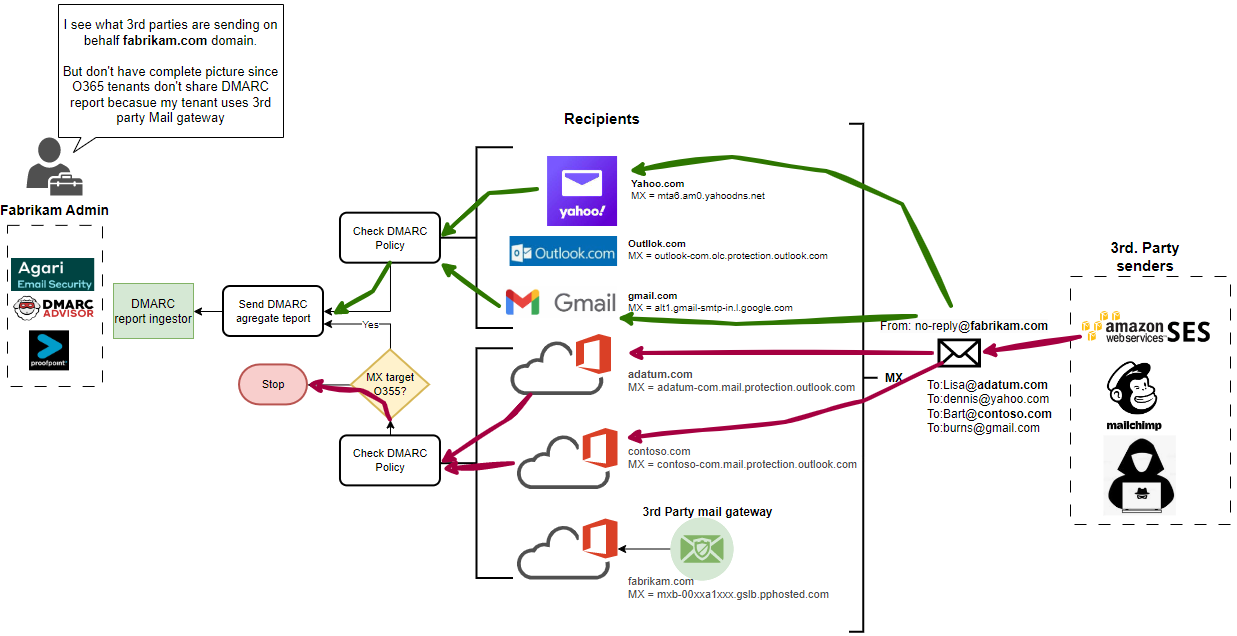 I see what 3rd parties are sending on
behalf fabrikam.com domain.
But don't have complete picture since
O365 tenants don't share DMARC
report becasue my tenant uses 3rd
party Mail gateway
Fabrikam Admin
Agari
Email Security
DMARC
ADVISOR
proofpoint
DMARC
report ingestor
Send DMARC
agregate teport
Check DMARC
Policy
Yes
MX target
O355?
Stop
Check DMARC
Policy
Recipients
yahoo!
Yahoo.com
MX = mta6.am0.yahoodns.net
Outlook.com
Outllok.com
MX = outlook-com.olc.protection.outlook.com
Gmail
gmail.com
MX = alt1.gmail-smtp-in.l.google.com
adatum.com
MX = adatum-com.mail.protection.outlook.com
contoso.com
MX = contoso-com.mail.protection.outlook.com
3rd Party mail gateway
fabrikam.com
MX = mxb-00xxa1xxx.gslb.pphosted.com
MX
From: no-reply@fabrikam.com
To:Lisa@adatum.com
To:dennis@yahoo.com
To:Bart@contoso.com
To:burns@gmail.com
3rd. Party
senders
amazon
webservices
SES
mailchimp